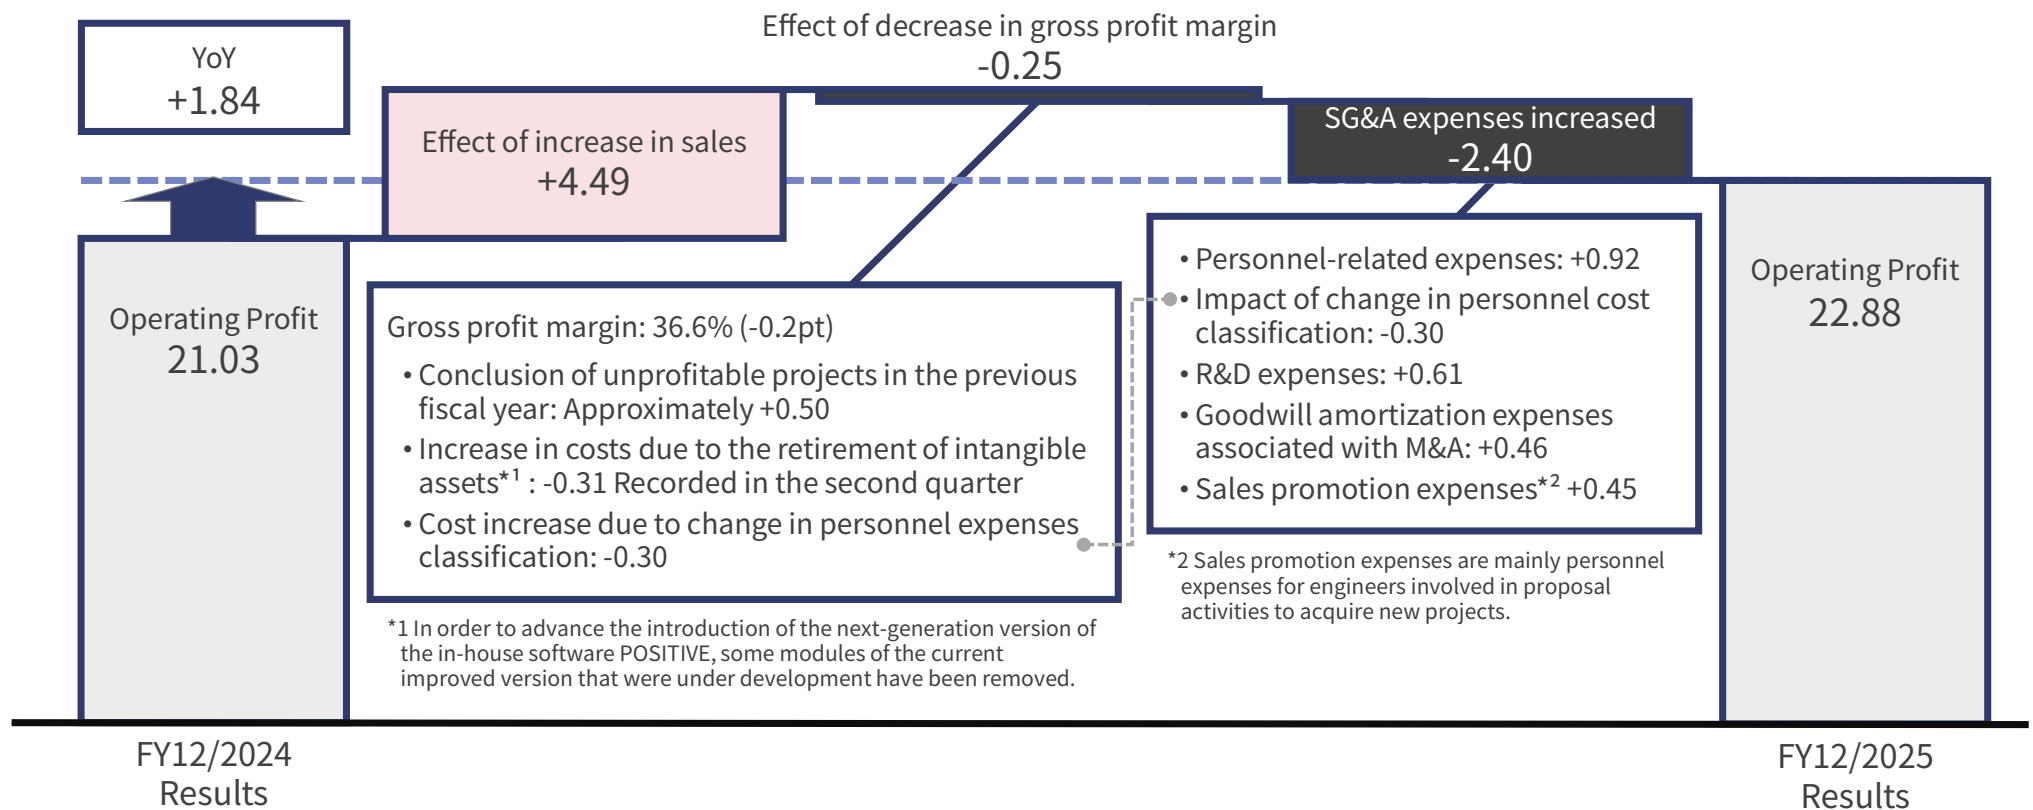 YoY
+1.84
Effect of decrease in gross profit margin
-0.25
Effect of increase in sales
+4.49
SG&A expenses increased
-2.40
Operating Profit
21.03
Gross profit margin: 36.6% (-0.2pt)
• Conclusion of unprofitable projects in the previous
fiscal year: Approximately +0.50
• Increase in costs due to the retirement of intangible
assets*¹ : -0.31 Recorded in the second quarter
• Cost increase due to change in personnel expenses
classification: -0.30
*1 In order to advance the introduction of the next-generation version of
the in-house software POSITIVE, some modules of the current
improved version that were under development have been removed.
• Personnel-related expenses: +0.92
• Impact of change in personnel cost
classification: -0.30
• R&D expenses: +0.61
• Goodwill amortization expenses
associated with M&A: +0.46
• Sales promotion expenses*² +0.45
*2 Sales promotion expenses are mainly personnel
expenses for engineers involved in proposal
activities to acquire new projects.
Operating Profit
22.88
FY12/2024
Results
FY12/2025
Results